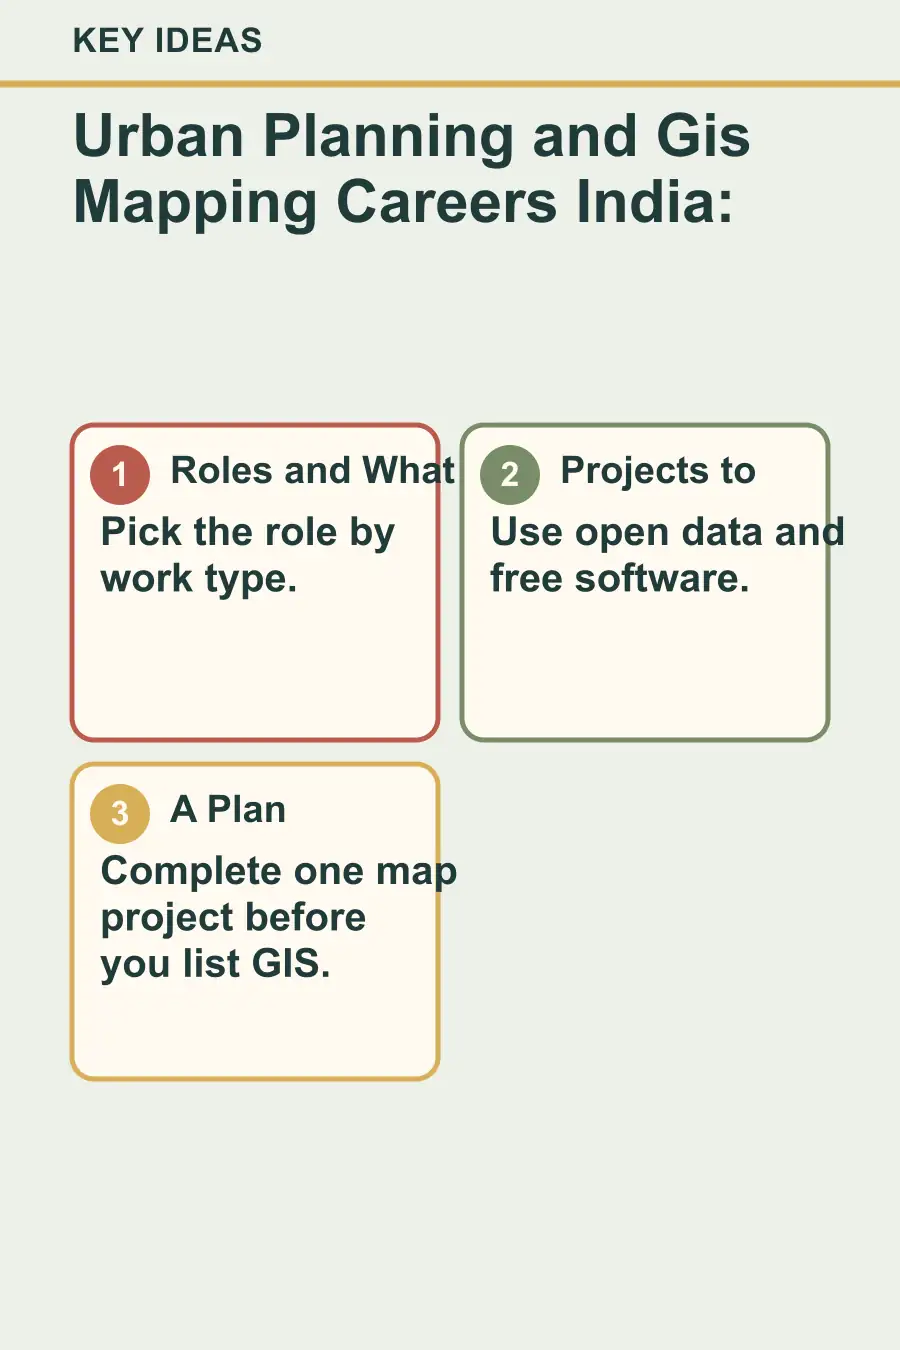 KEY IDEAS
Urban Planning and Gis
Mapping Careers India:
1 Roles and What
Pick the role by
work type.
2 Projects to
Use open data and
free software.
3 A Plan
Complete one map
project before
you list GIS.